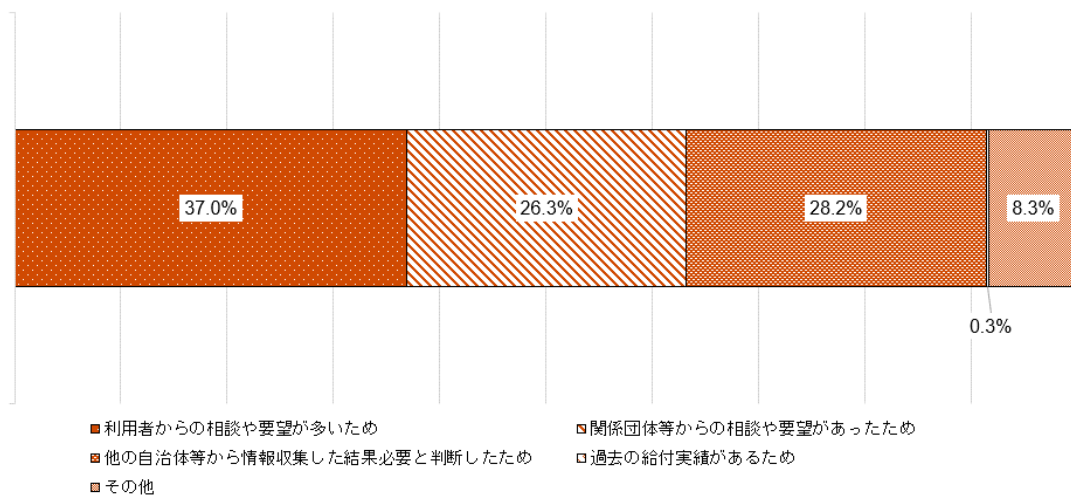 37.0%
26.3%
28.2%
8.3%
0.3%
利用者からの相談や要望が多いため
関係団体等からの相談や要望があったため
他の自治体等から情報収集した結果必要と判断したため
過去の給付実績があるため
その他